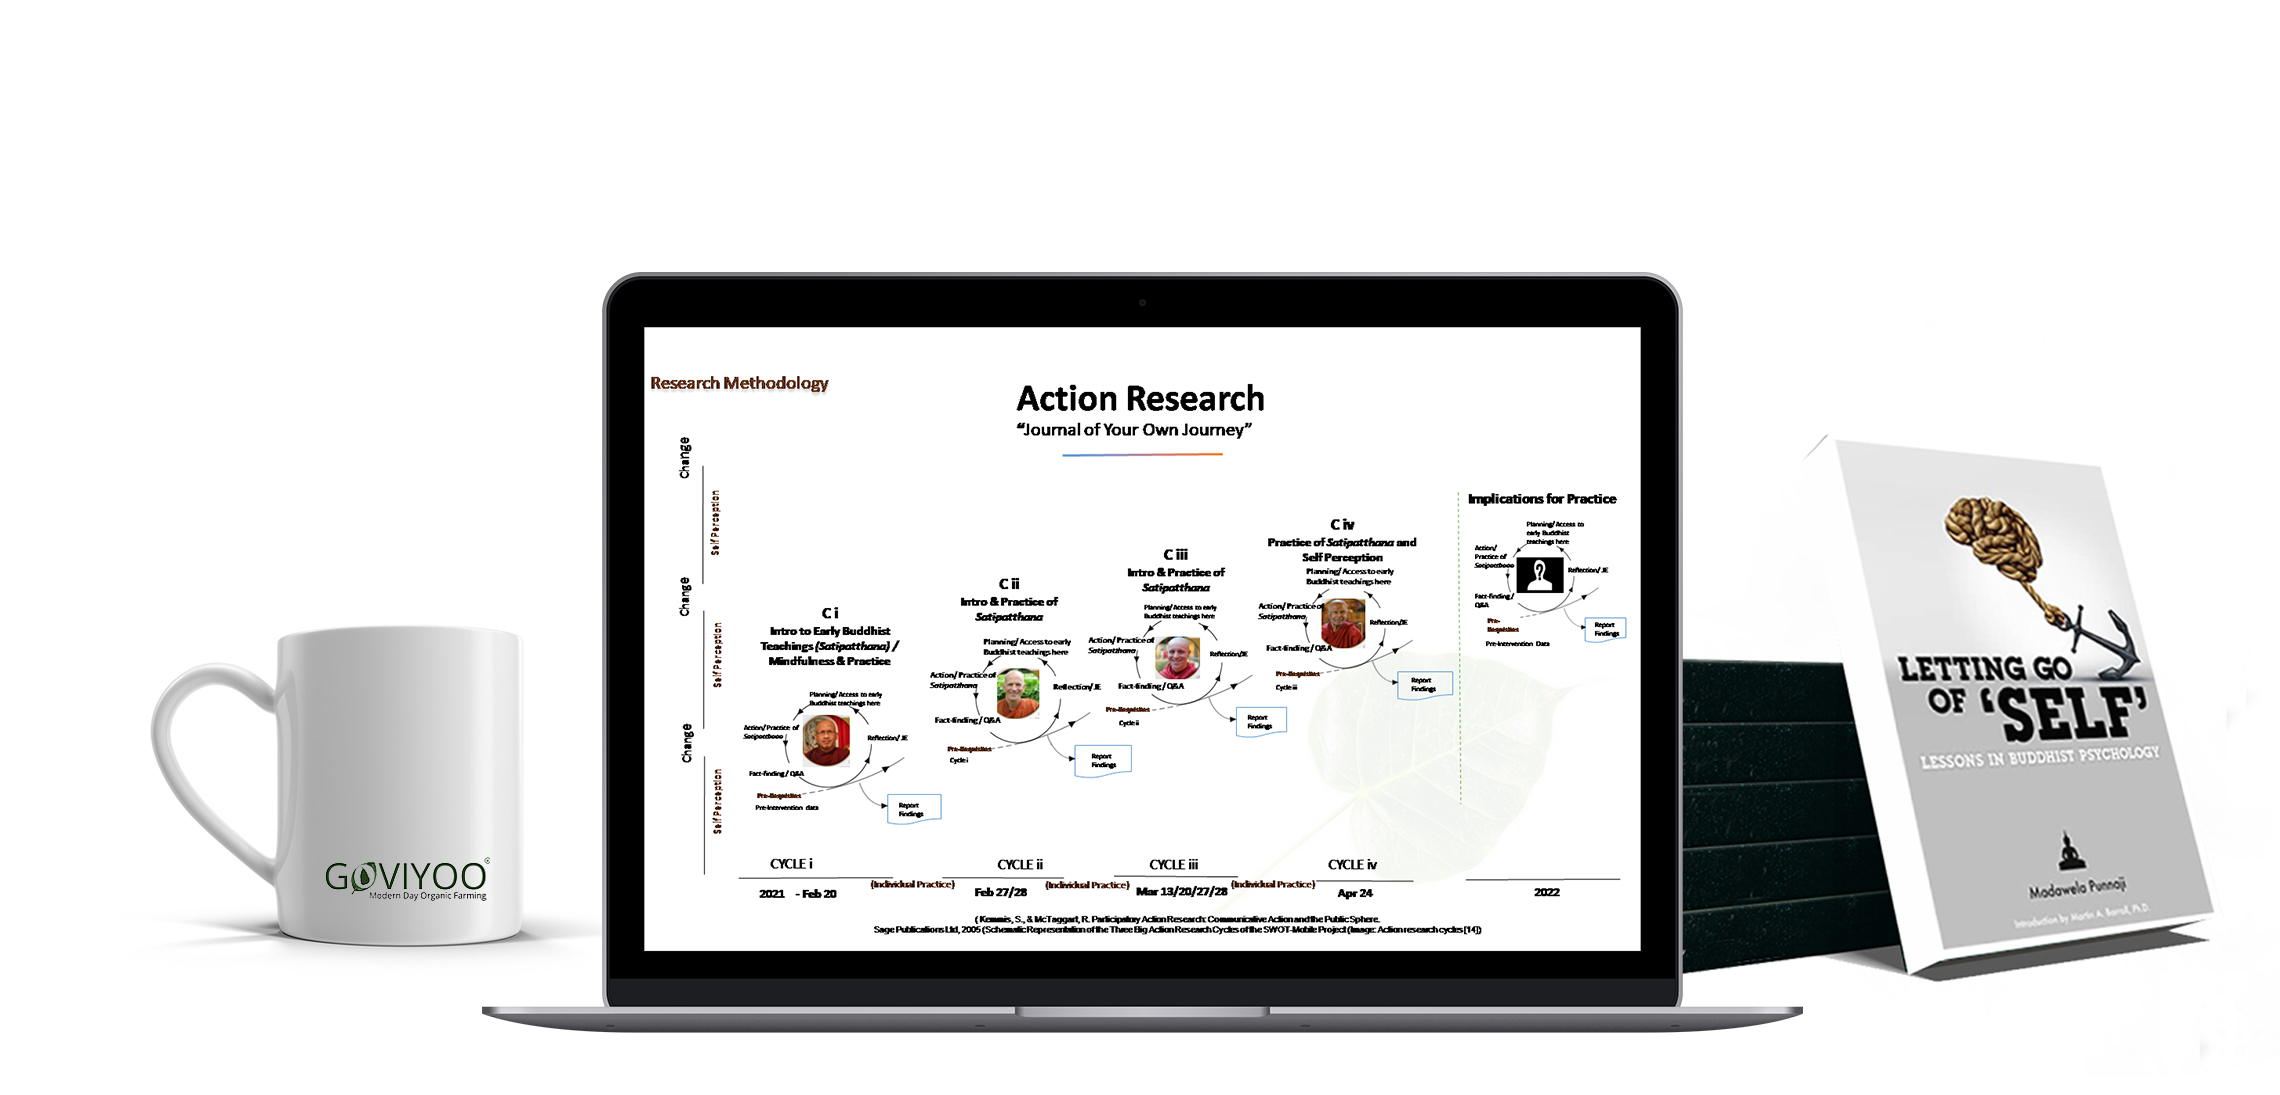 Research Methodology
Action Research
“Journal of Your Own Journey”
Change
Self Perception
Change
Self Perception
Change
Self Perception
C i
Intro to Early Buddhist
Teachings (Satipatthana) /
Mindfulness & Practice
Planning/ Access to early
Buddhist teachings here
Action/ Practice of
Satipatthana
Reflection/ JE
Fact-finding / Q&A
Pre-Requisites
Pre-Intervention data
Report
Findings
C ii
Intro & Practice of
Satipatthana
Planning/ Access to early
Buddhist teachings here
Action/ Practice of
Satipatthana
Reflection/ JE
Fact-finding / Q&A
Pre-Requisites
Cycle i
Report
Findings
C iii
Intro & Practice of
Satipatthana
Planning/ Access to early
Buddhist teachings here
Action/ Practice of
Satipatthana
Reflection/JE
Fact-finding / Q&A
Pre-Requisites
Cycle ii
Report
Findings
C iv
Practice of Satipatthana and
Self Perception
Planning/ Access to early
Buddhist teachings here
Action/ Practice of
Satipatthana
Reflection/JE
Fact-finding / Q&A
Pre-Requisites
Cycle iii
Report
Findings
Implications for Practice
Planning/ Access to
early Buddhist
teachings here
Action/
Practice of
Satipatthana
Reflection/ JE
Fact-finding /
Q&A
Pre-
Requisites
Pre-Intervention Data
Report
Findings
CYCLE i
CYCLE ii
CYCLE iii
CYCLE iv
2021 - Feb 20
(Individual Practice)
Feb 27/28
(Individual Practice)
Mar 13/20/27/28
(Individual Practice)
Apr 24
2022
( Kemmis, S., & McTaggart, R. Participatory Action Research: Communicative Action and the Public Sphere.
Sage Publications Ltd, 2005 (Schematic Representation of the Three Big Action Research Cycles of the SWOT-Mobile Project (Image: Action research cycles [14])
GOVIYOO
Modern Day Organic Farming
LETTING GO
OF ‘SELF’
LESSONS IN BUDDHIST PSYCHOLOGY
Madawela Punnaji
Introduction by Martin A. Barroll, Ph.D.